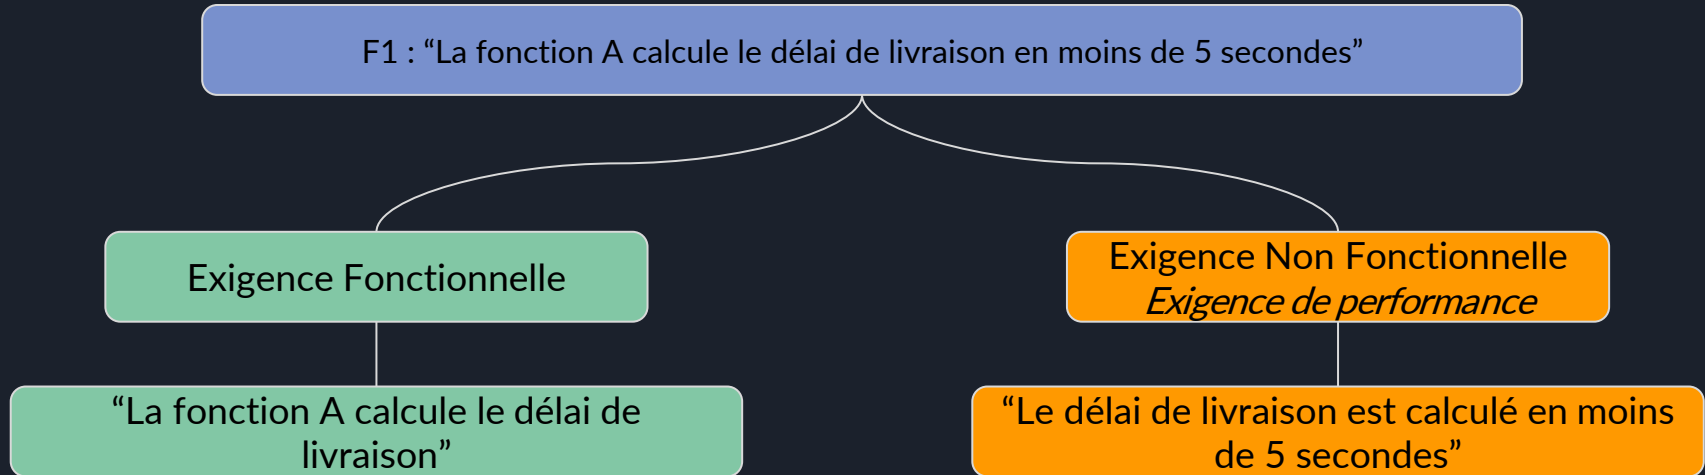 F1 : “La fonction A calcule le délai de livraison en moins de 5 secondes”
Exigence Fonctionnelle
Exigence Non Fonctionnelle
Exigence de performance
“La fonction A calcule le délai de
livraison”
“Le délai de livraison est calculé en moins
de 5 secondes”